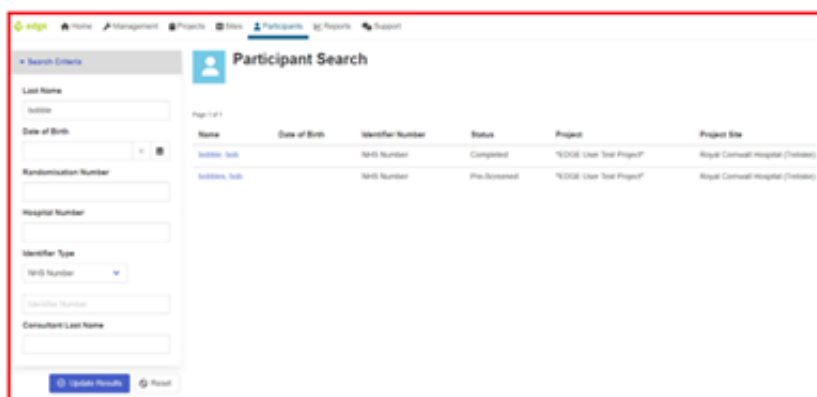 edge Home Management Projects Sites Participants Reports Support
Search Criteria
Participant Search
Last Name
bobble
Page 1 of 1
Date of Birth
Name Date of Birth Identifier Number Status Project Project Site
bobble, bob NHS Number Completed "EDGE User Test Project" Royal Cornwall Hospital (Treliske)
Randomisation Number
bobbles, bob NHS Number Pre-Screened "EDGE User Test Project" Royal Cornwall Hospital (Treliske)
Hospital Number
Identifier Type
NHS Number
Identifier Number
Consultant Last Name
Update Results Reset